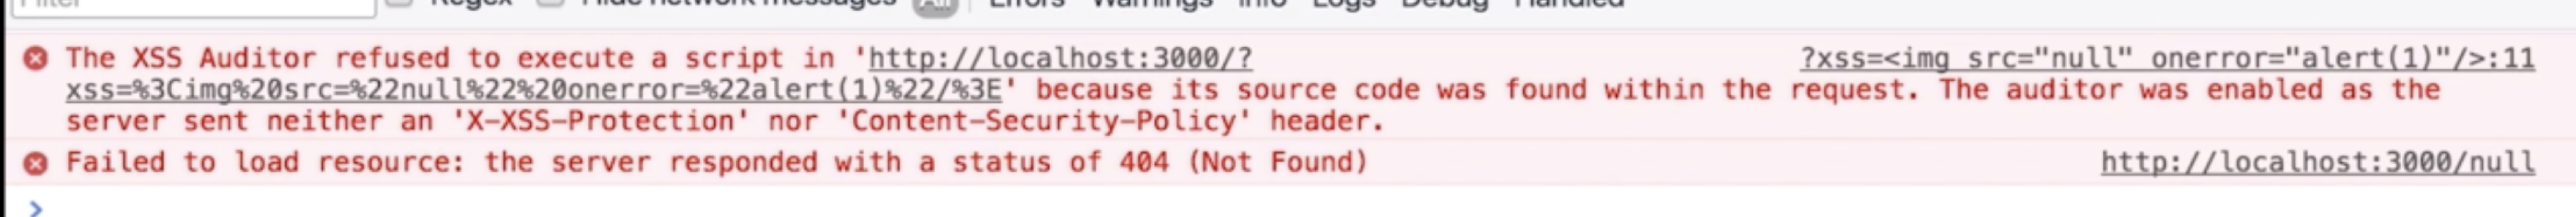 Filter Regex Hide network messages All Errors Warnings Info Logs Debug Handled
The XSS Auditor refused to execute a script in 'http://localhost:3000/? ?xss=<img src="null" onerror="alert(1)"/>:11
xss=%3Cimg%20src=%22null%22%20onerror=%22alert(1)%22/%3E' because its source code was found within the request. The auditor was enabled as the
server sent neither an 'X-XSS-Protection' nor 'Content-Security-Policy' header.
Failed to load resource: the server responded with a status of 404 (Not Found) http://localhost:3000/null